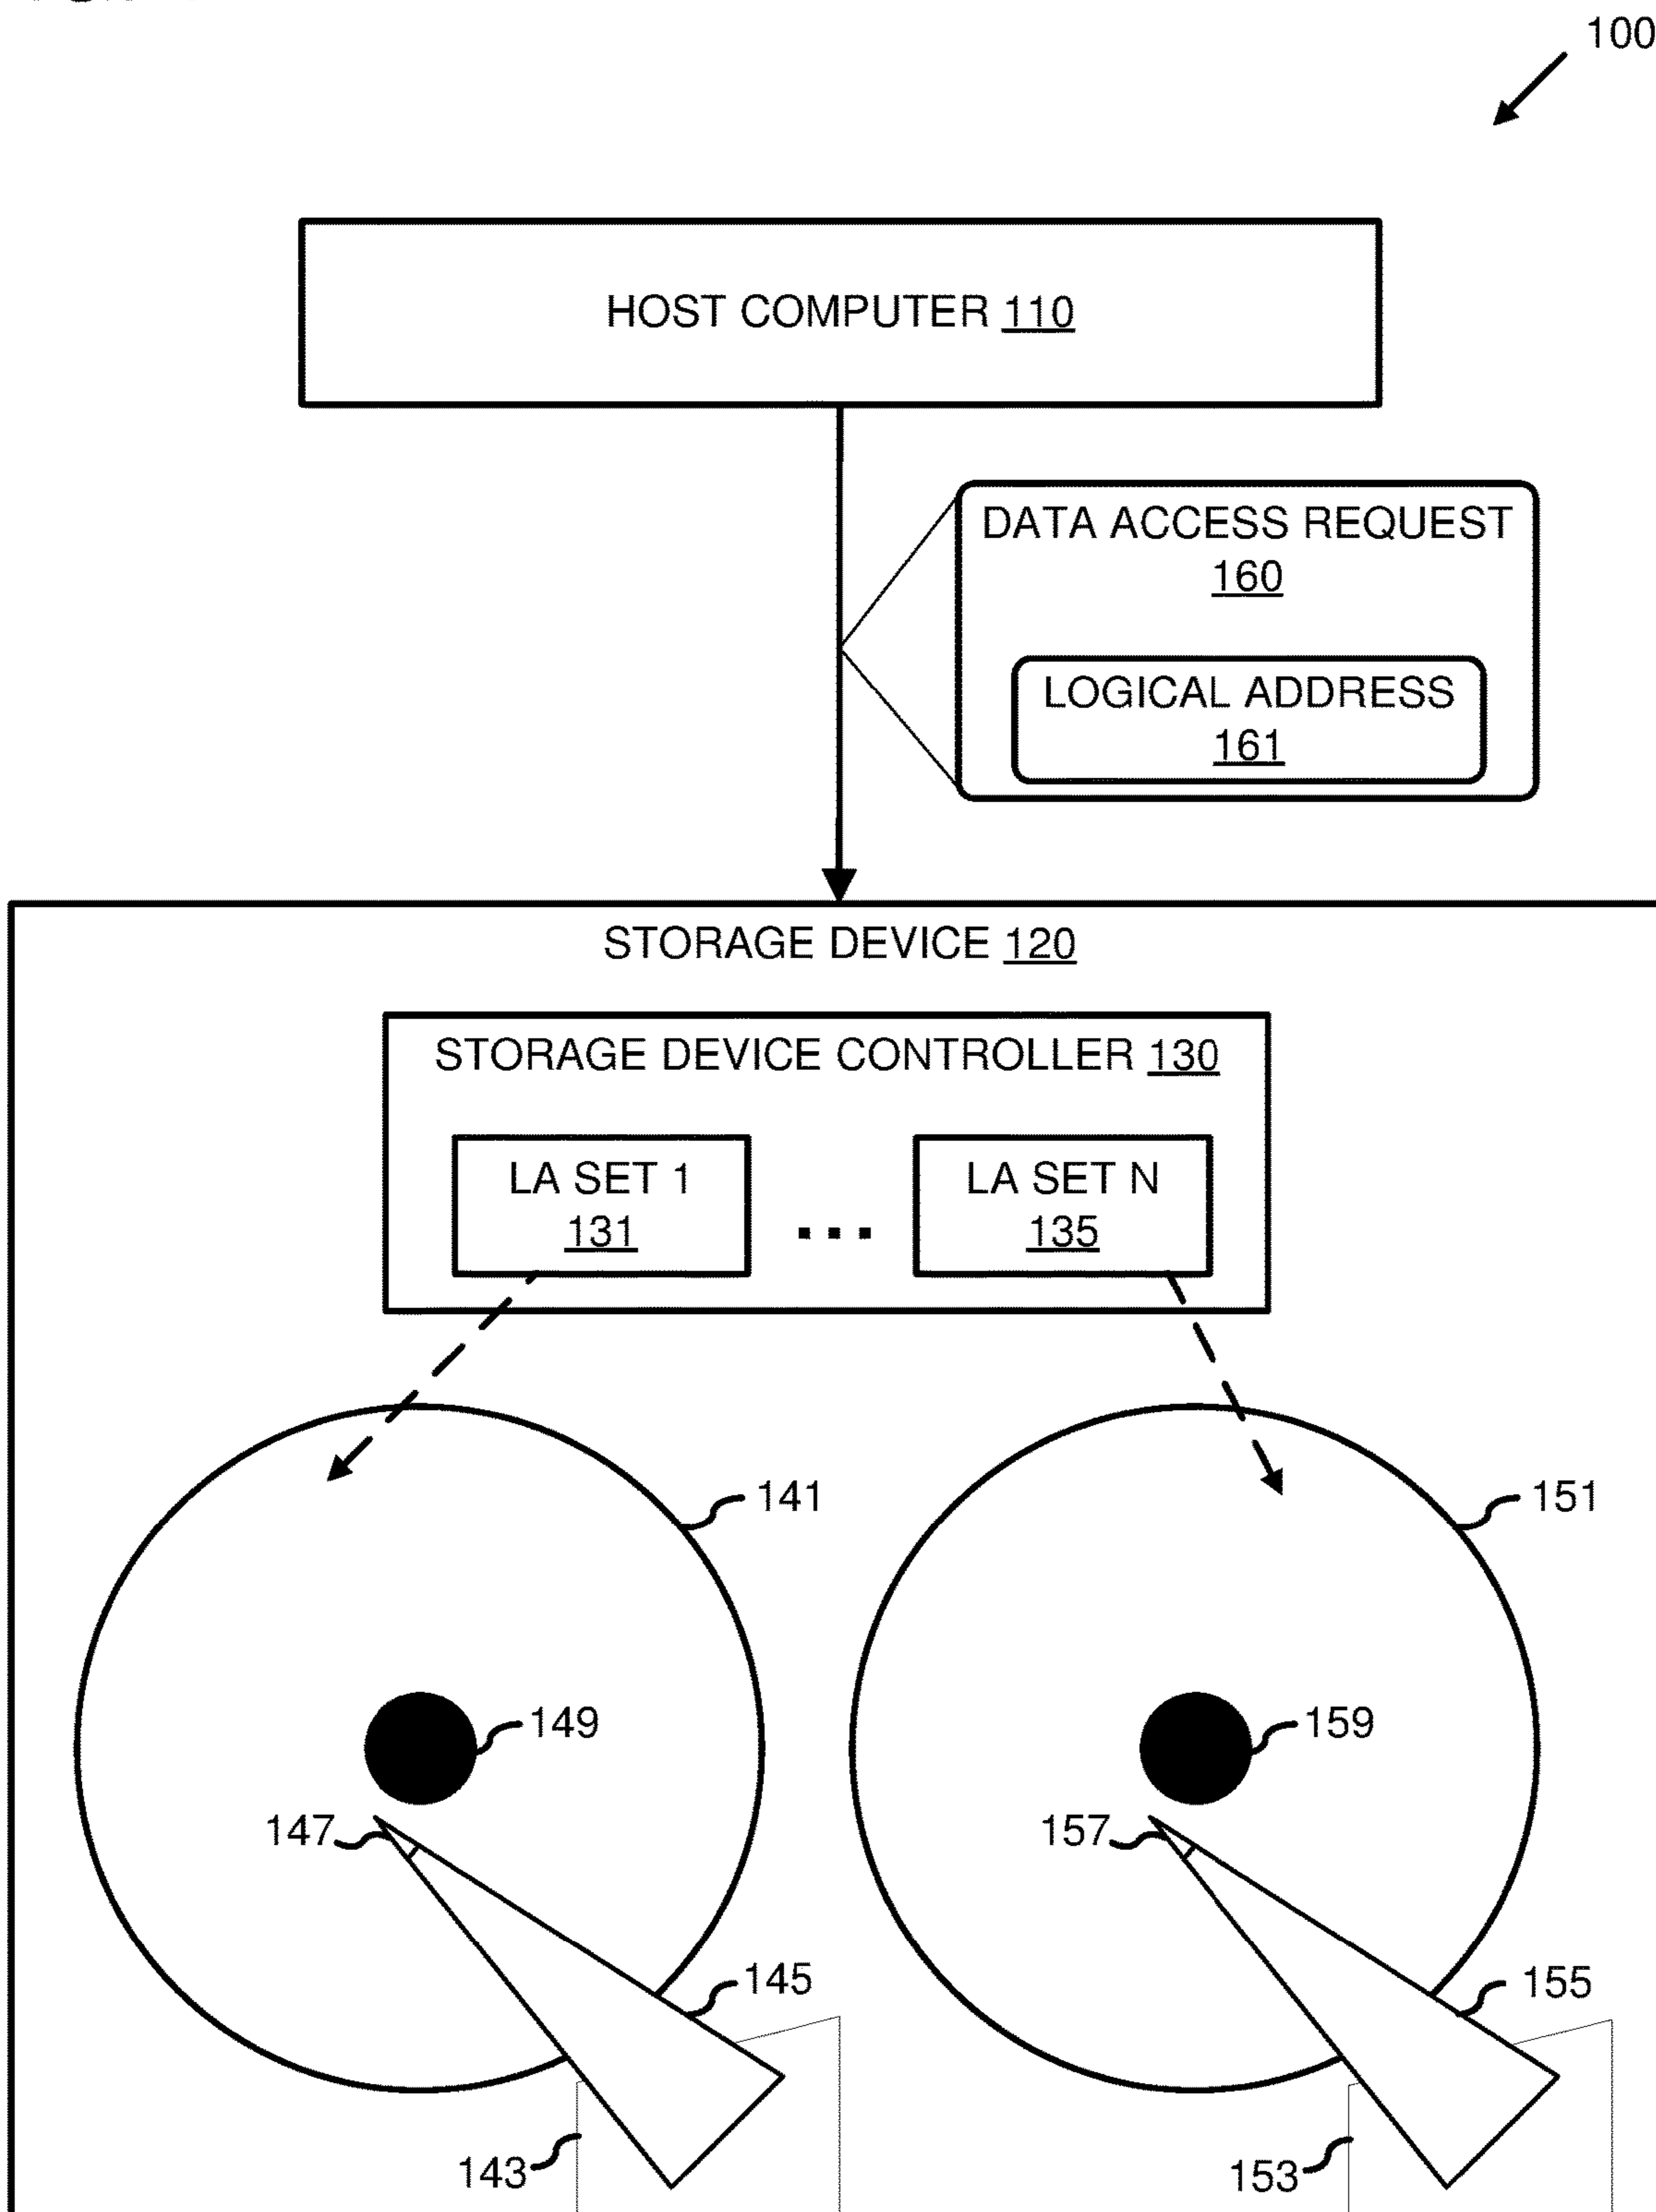 100
HOST COMPUTER 110
DATA ACCESS REQUEST
160
LOGICAL ADDRESS
161
STORAGE DEVICE 120
STORAGE DEVICE CONTROLLER 130
LA SET 1
131
...
LA SET N
135
141
151
149
159
147
157
145
155
143
153